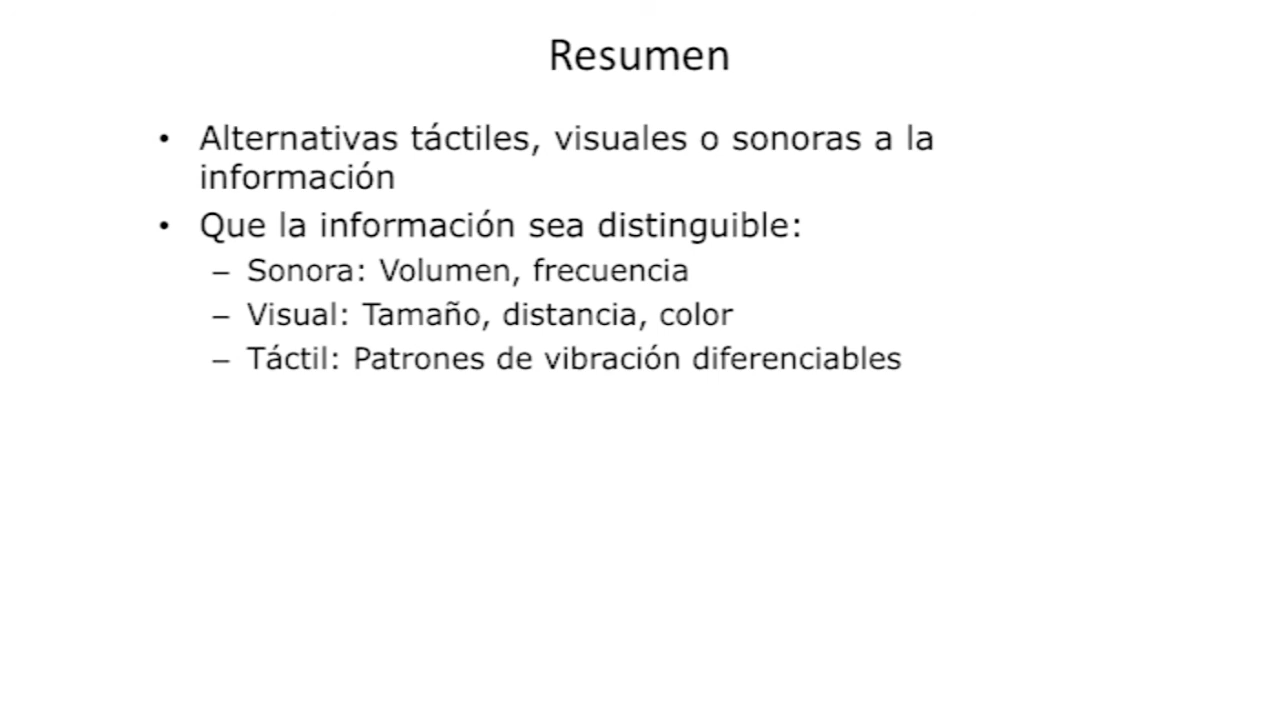 Resumen
• Alternativas táctiles, visuales o sonoras a la
información
• Que la información sea distinguible:
– Sonora: Volumen, frecuencia
– Visual: Tamaño, distancia, color
– Táctil: Patrones de vibración diferenciables